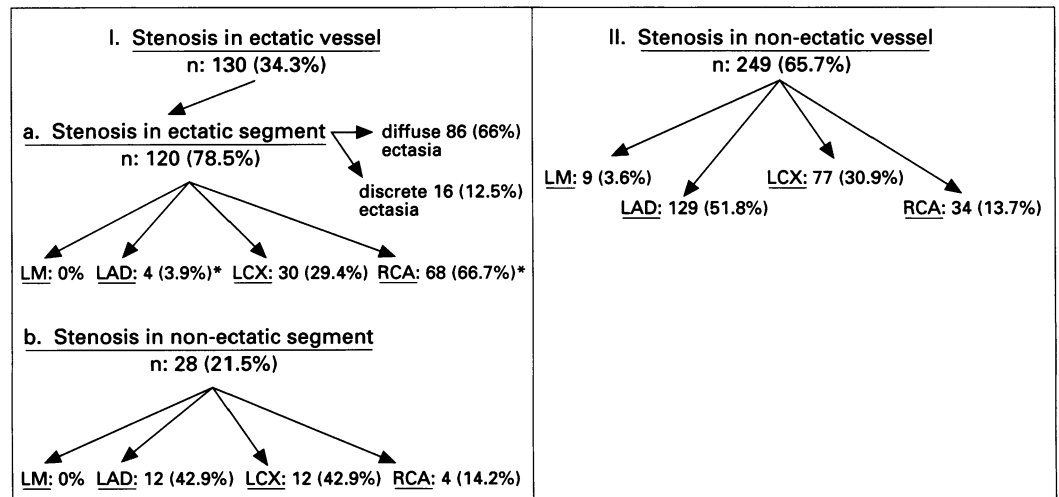 I. Stenosis in ectatic vessel
n: 130 (34.3%)
a. Stenosis in ectatic segment
n: 120 (78.5%)
diffuse 86 (66%)
ectasia
discrete 16 (12.5%)
ectasia
LM: 0% LAD: 4 (3.9%)* LCX: 30 (29.4%) RCA: 68 (66.7%)*
b. Stenosis in non-ectatic segment
n: 28 (21.5%)
LM: 0% LAD: 12 (42.9%) LCX: 12 (42.9%) RCA: 4 (14.2%)
II. Stenosis in non-ectatic vessel
n: 249 (65.7%)
LM: 9 (3.6%) LCX: 77 (30.9%)
LAD: 129 (51.8%) RCA: 34 (13.7%)